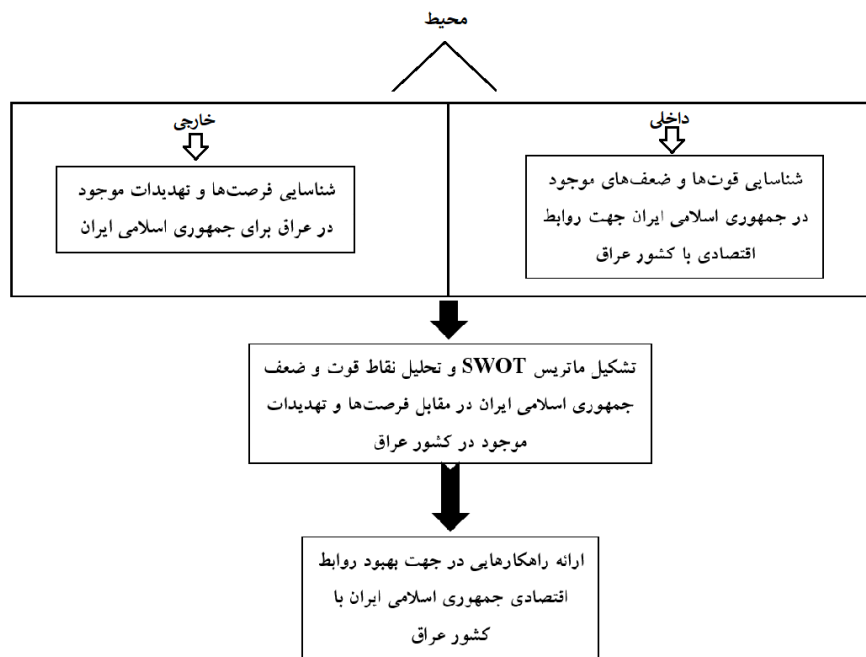 محیط
داخلی
شناسایی قوت‌ها و ضعف‌های موجود
در جمهوری اسلامی ایران جهت روابط
اقتصادی با کشور عراق
خارجی
شناسایی فرصت‌ها و تهدیدات موجود
در عراق برای جمهوری اسلامی ایران
تشکیل ماتریس SWOT و تحلیل نقاط قوت و ضعف
جمهوری اسلامی ایران در مقابل فرصت‌ها و تهدیدات
موجود در کشور عراق
ارائه راهکارهایی در جهت بهبود روابط
اقتصادی جمهوری اسلامی ایران با
کشور عراق